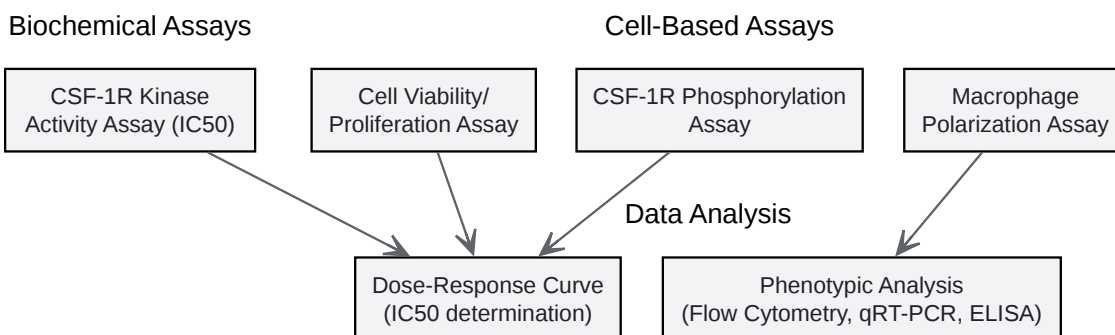 Biochemical Assays
Cell-Based Assays
CSF-1R Kinase
Activity Assay (IC50)
Cell Viability/
Proliferation Assay
CSF-1R Phosphorylation
Assay
Macrophage
Polarization Assay
Data Analysis
Dose-Response Curve
(IC50 determination)
Phenotypic Analysis
(Flow Cytometry, qRT-PCR, ELISA)